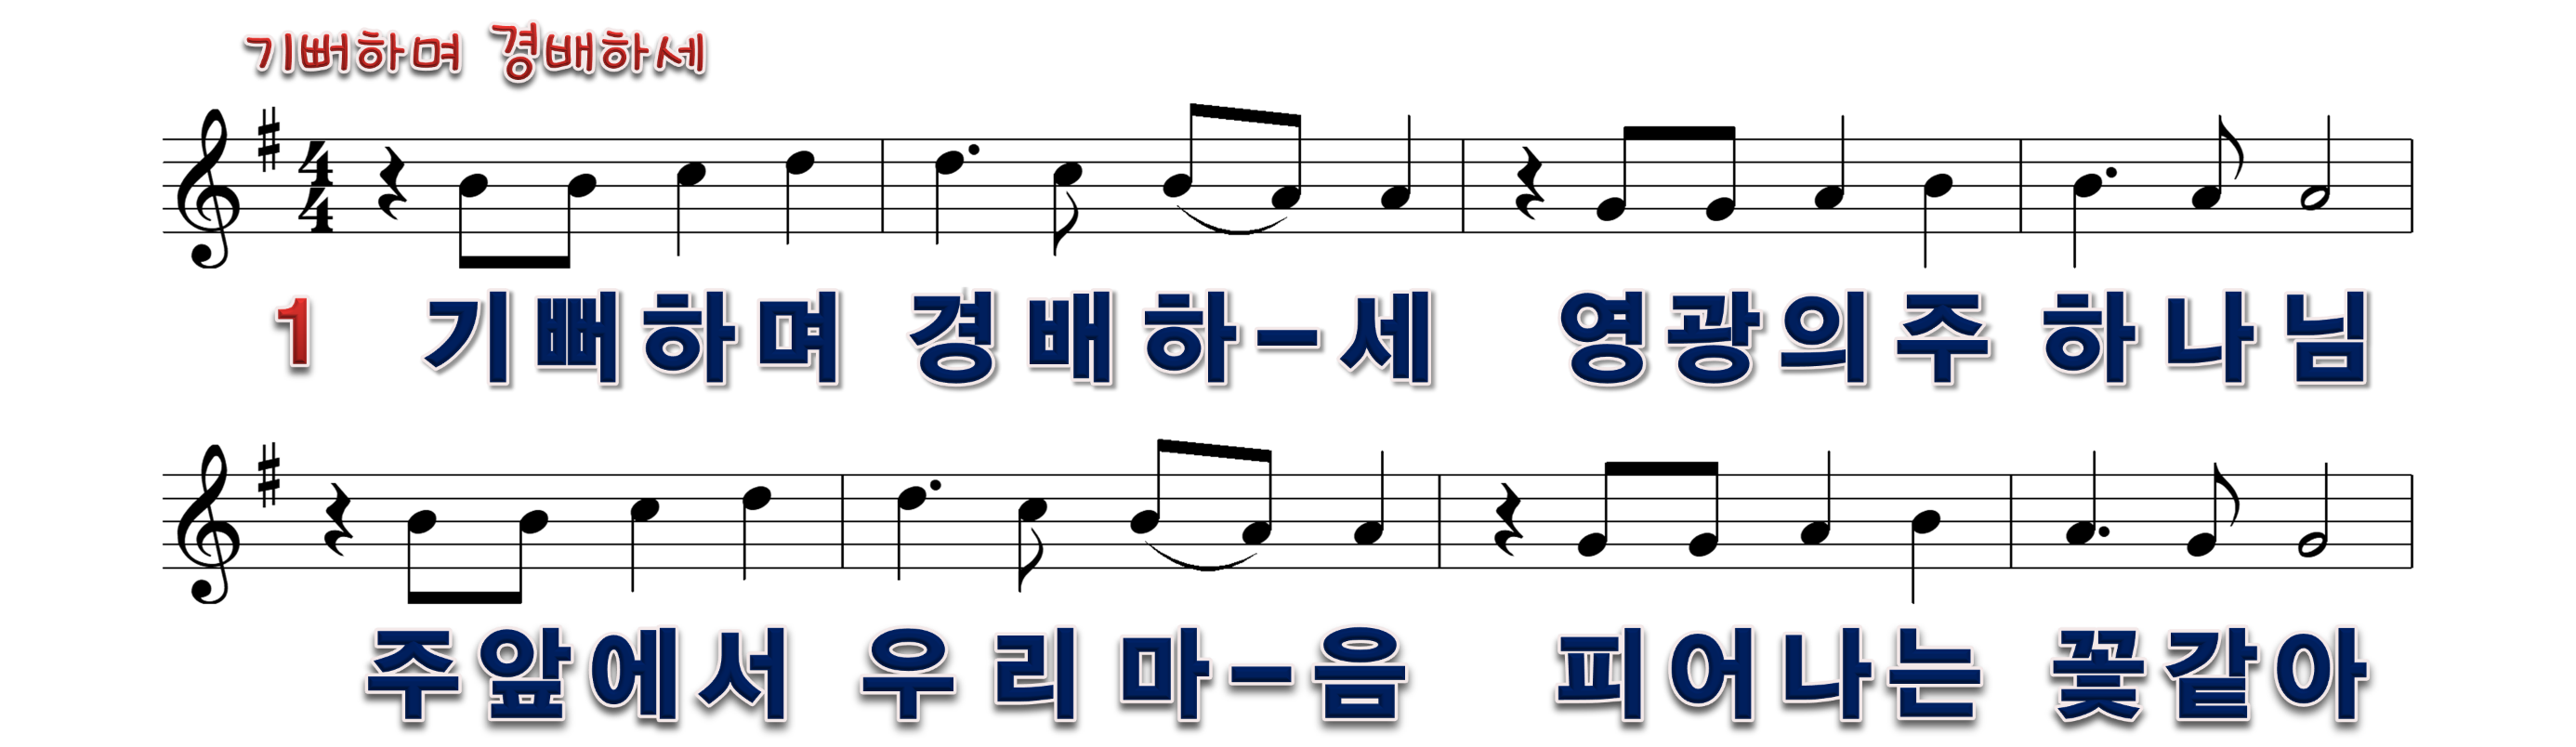 기뻐하며 경배하세
4
4
1 기뻐하며 경배하-세 영광의주 하나님
주앞에서 우리마-음 피어나는 꽃같아